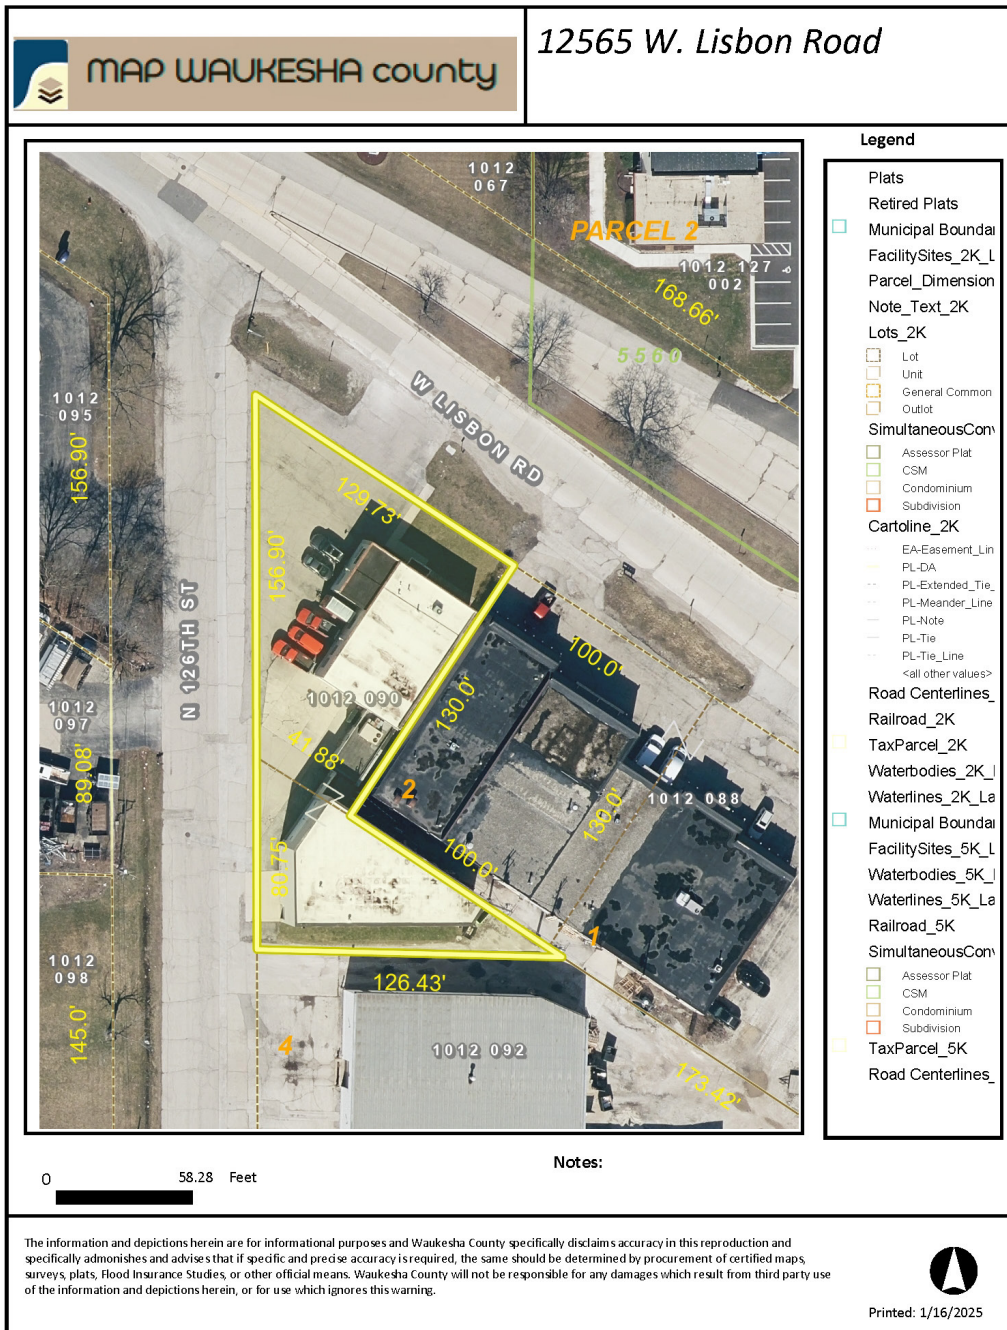 MAP WAUKESHA county
12565 W. Lisbon Road
Legend
Plats
Retired Plats
Municipal Boundar
FacilitySites_2K_L
Parcel_Dimension
Note_Text_2K
Lots_2K
Lot
Unit
General Common
Outlot
SimultaneousConv
Assessor Plat
CSM
Condominium
Subdivision
Cartoline_2K
EA-Easement_Lin
PL-DA
PL-Extended_Tie_
PL-Meander_Line
PL-Note
PL-Tie
PL-Tie_Line
<all other values>
Road Centerlines_
Railroad_2K
TaxParcel_2K
Waterbodies_2K_
Waterlines_2K_La
Municipal Boundar
FacilitySites_5K_L
Waterbodies_5K_
Waterlines_5K_La
Railroad_5K
SimultaneousConv
Assessor Plat
CSM
Condominium
Subdivision
TaxParcel_5K
Road Centerlines_
1012
067
PARCEL 2
1012 127
002
168.66'
5560
W LISBON RD
1012
095
156.90'
129.73'
156.90'
N 126TH ST
100.0'
1012 090
130.0'
1012
097
41.88'
89.08'
2
1012 088
130.0'
100.0'
80.75'
1
1012
098
126.43'
145.0'
4
1012 092
173.42'
0 58.28 Feet
Notes:
The information and depictions herein are for informational purposes and Waukesha County specifically disclaims accuracy in this reproduction and
specifically admonishes and advises that if specific and precise accuracy is required, the same should be determined by procurement of certified maps,
surveys, plats, Flood Insurance Studies, or other official means. Waukesha County will not be responsible for any damages which result from third party use
of the information and depictions herein, or for use which ignores this warning.
Printed: 1/16/2025